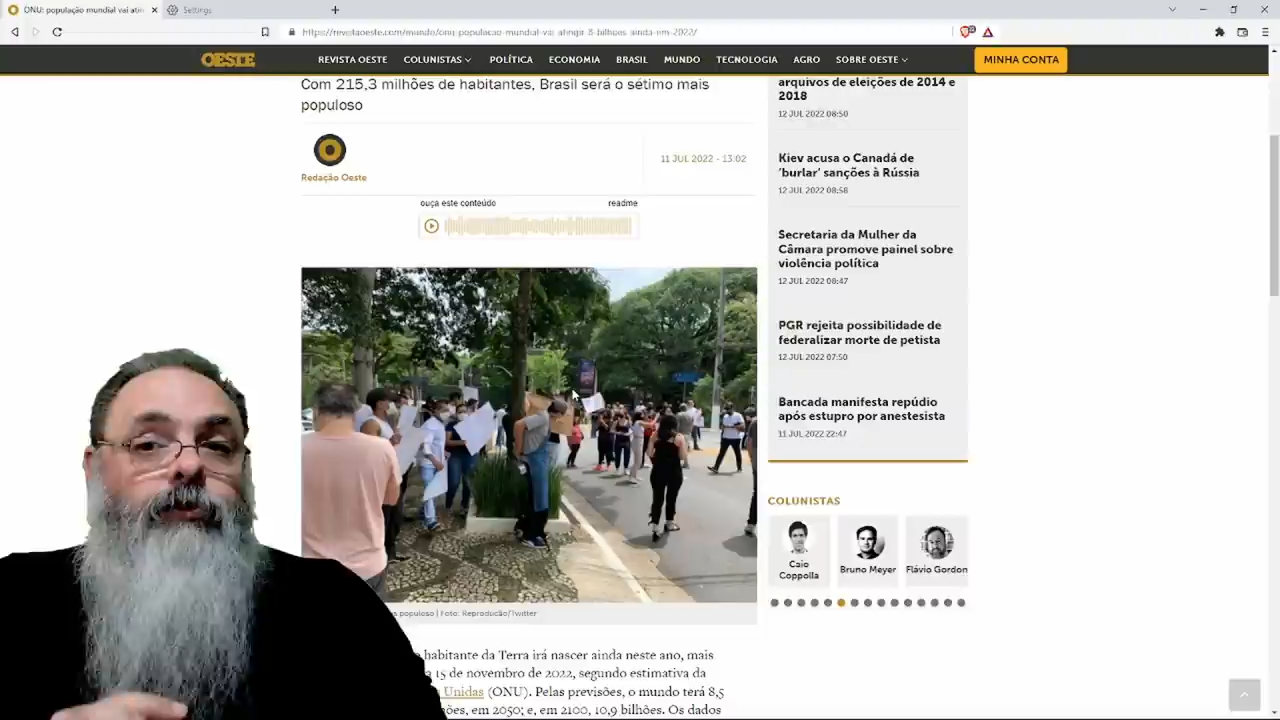 ONU: população mundial vai atin
Settings
https://revistaoeste.com/mundo/onu-populacao-mundial-vai-atingir-8-bilhoes-ainda-em-2022/
OESTE
REVISTA OESTE
COLUNISTAS
POLÍTICA
ECONOMIA
BRASIL
MUNDO
TECNOLOGIA
AGRO
SOBRE OESTE
MINHA CONTA
Com 215,3 milhões de habitantes, Brasil será o sétimo mais
populoso
Redação Oeste
11 JUL 2022 - 13:02
ouça este conteúdo
readme
populoso | Foto: Reprodução/Twitter
habitante da Terra irá nascer ainda neste ano, mais
15 de novembro de 2022, segundo estimativa da
Unidas (ONU). Pelas previsões, o mundo terá 8,5
ões, em 2050; e, em 2100, 10,9 bilhões. Os dados
arquivos de eleições de 2014 e
2018
12 JUL 2022 08:50
Kiev acusa o Canadá de
'burlar' sanções à Rússia
12 JUL 2022 08:58
Secretaria da Mulher da
Câmara promove painel sobre
violência política
12 JUL 2022 08:47
PGR rejeita possibilidade de
federalizar morte de petista
12 JUL 2022 07:50
Bancada manifesta repúdio
após estupro por anestesista
11 JUL 2022 22:47
COLUNISTAS
Caio
Coppolla
Bruno Meyer
Flávio Gordon